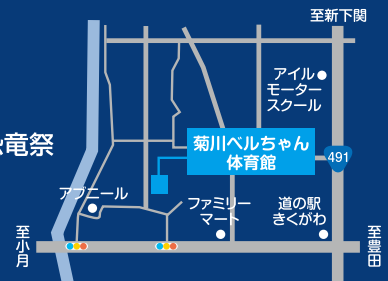 至新下関
アイル
モーター
スクール
竜祭
菊川ベルちゃん
体育館
491
アブニール
ファミリー
マート
道の駅
きくがわ
至小月
至豊田